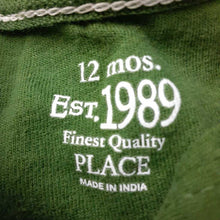 12 mos.
EST. 1989
Finest Quality
PLACE
MADE IN INDIA